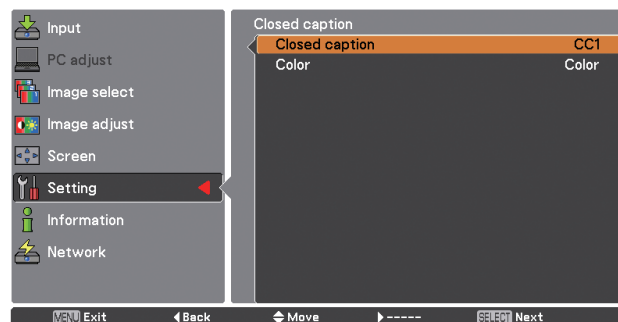 Input
PC adjust
Image select
Image adjust
Screen
Setting
Information
Network
Closed caption
Closed caption CC1
Color Color
MENU Exit Back Move ----- SELECT Next